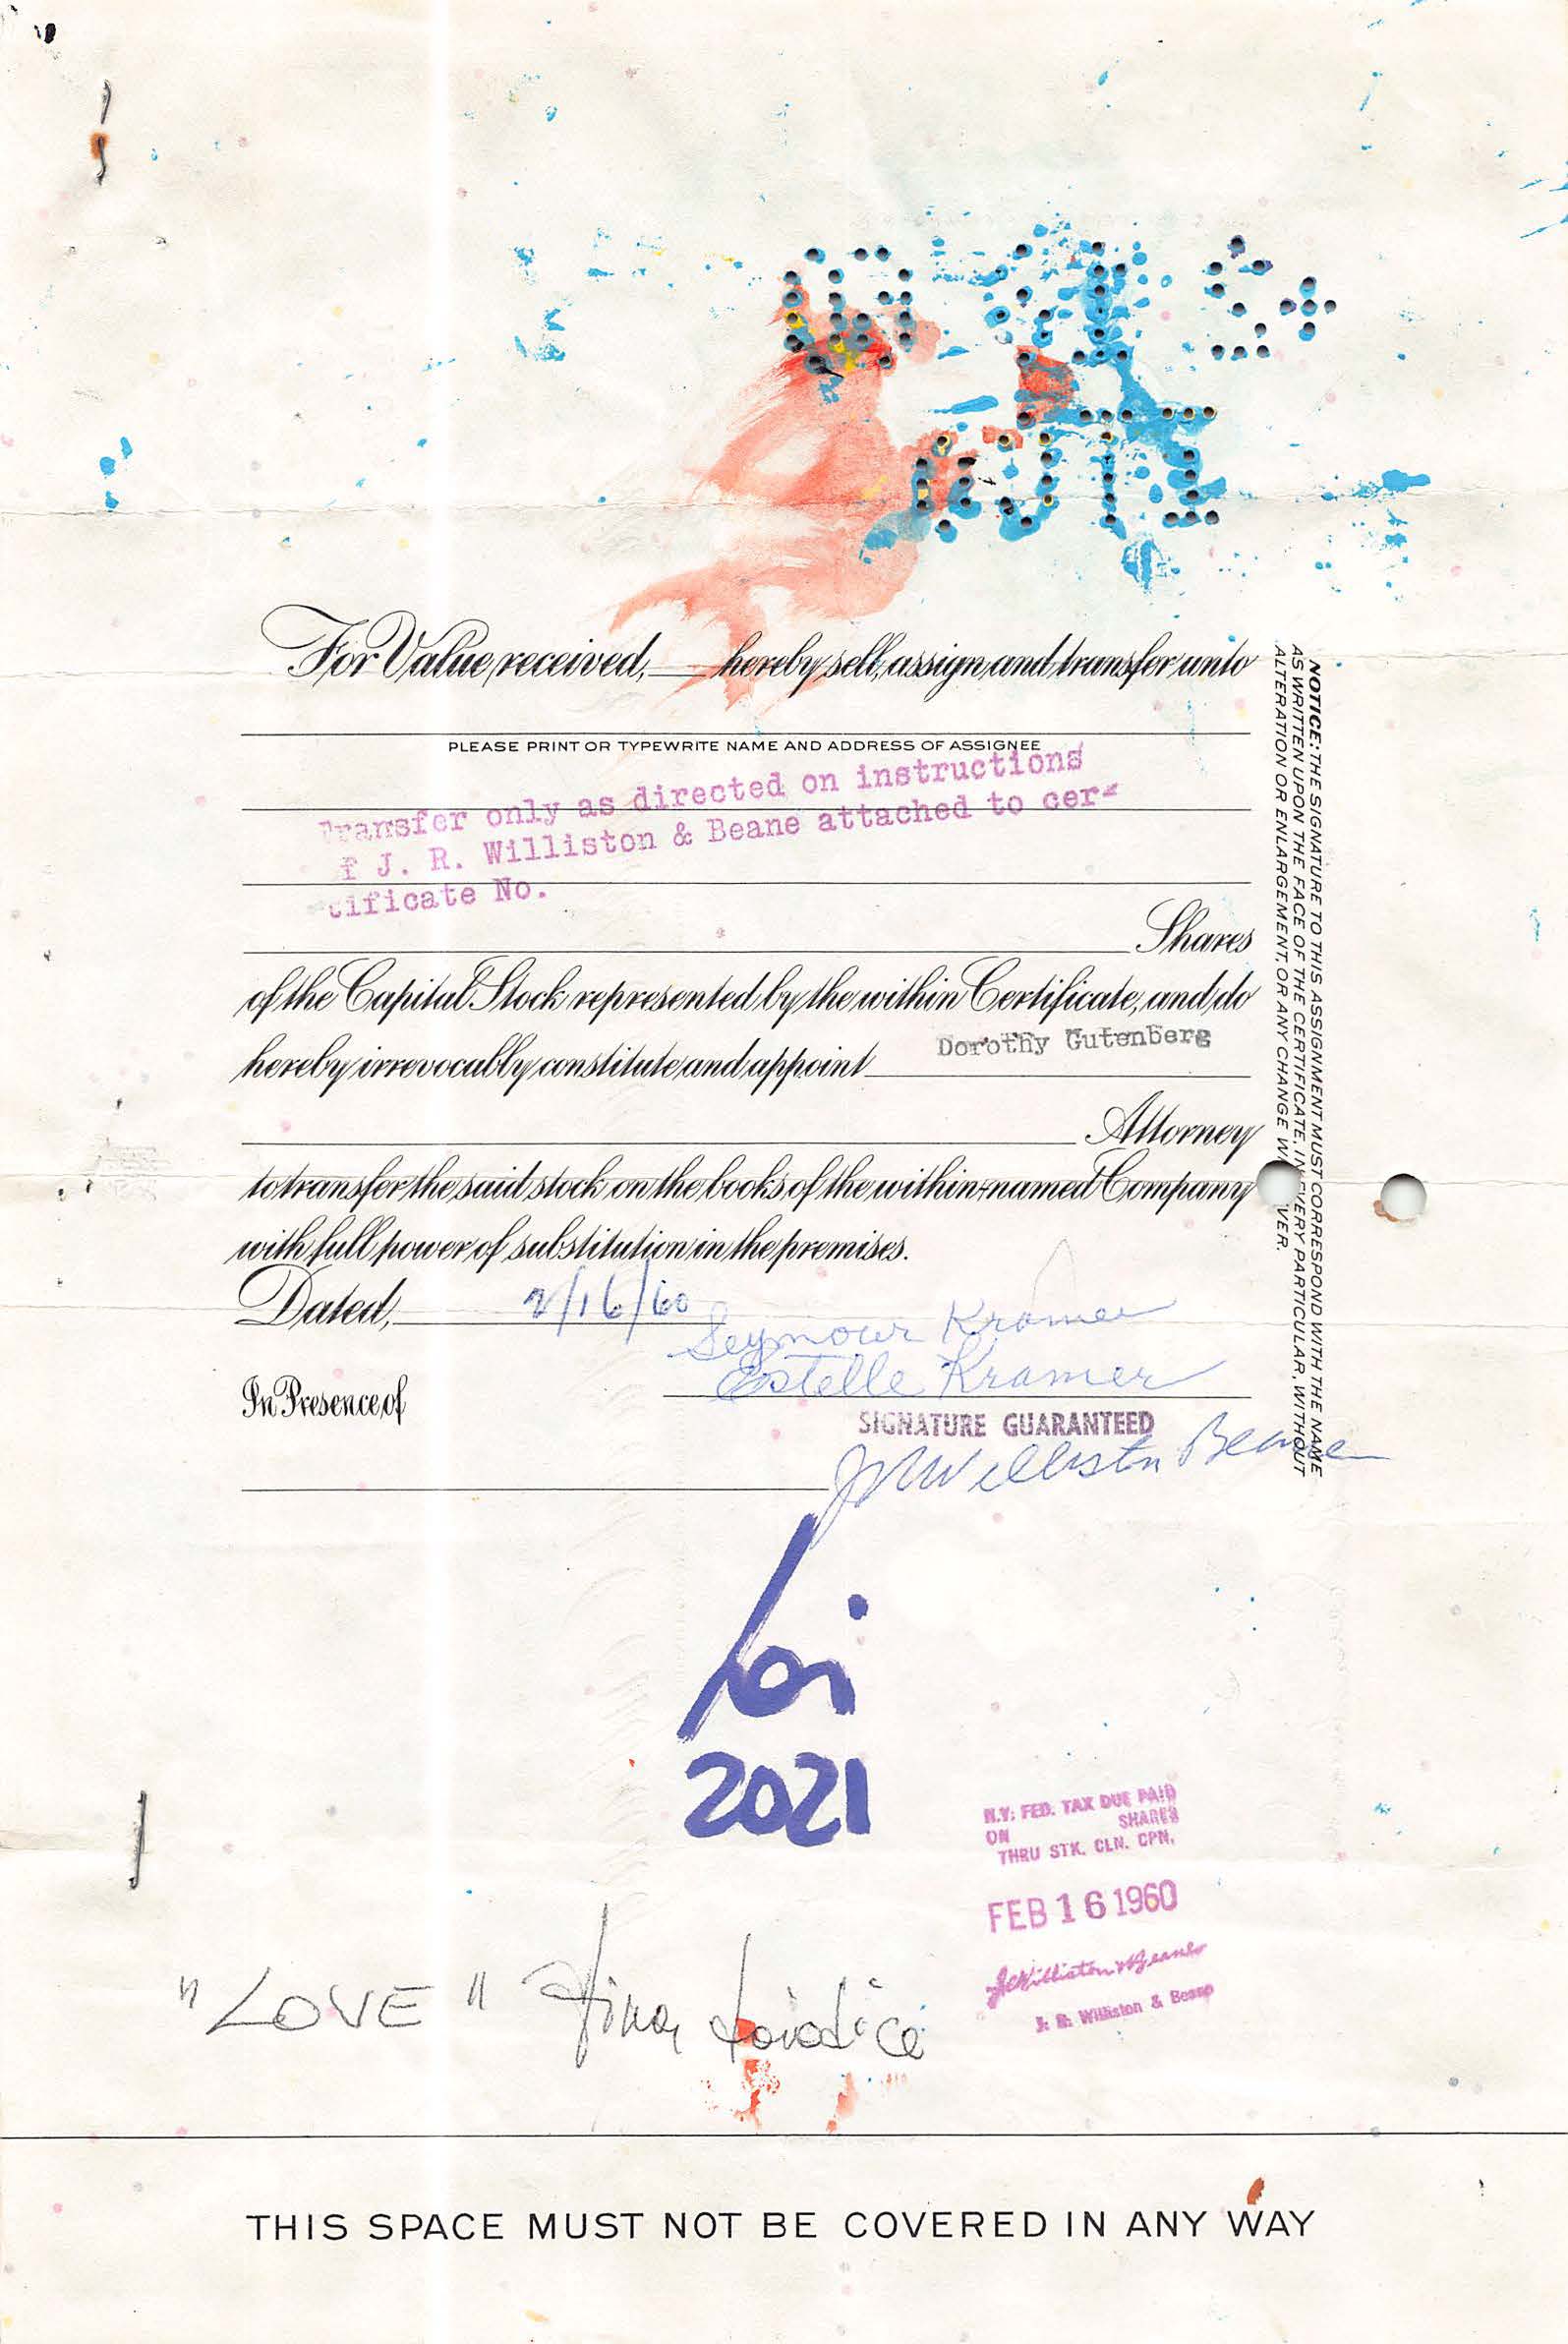 For Value received, hereby sell, assign and transfer unto
PLEASE PRINT OR TYPEWRITE NAME AND ADDRESS OF ASSIGNEE
Transfer only as directed on instructions
f J. R. Williston & Beane attached to cer-
tificate No.
Shares
of the Capital Stock represented by the within Certificate, and do
hereby irrevocably constitute and appoint Dorothy Gutenberg
Attorney
to transfer the said stock on the books of the within-named Company
with full power of substitution in the premises.
Dated, 2/16/60
Seymour Kramer
Estelle Kramer
In Presence of
SIGNATURE GUARANTEED
J R Williston Beane
NOTICE: THE SIGNATURE TO THIS ASSIGNMENT MUST CORRESPOND WITH THE NAME
AS WRITTEN UPON THE FACE OF THE CERTIFICATE, IN EVERY PARTICULAR, WITHOUT
ALTERATION OR ENLARGEMENT, OR ANY CHANGE W VER.
Loi
2021
N.Y. FED. TAX DUE PAID
ON SHARES
THRU STK. CLN. CPN.
FEB 16 1960
J R Williston & Beane
J. R. Williston & Beane
"LOVE"
THIS SPACE MUST NOT BE COVERED IN ANY WAY